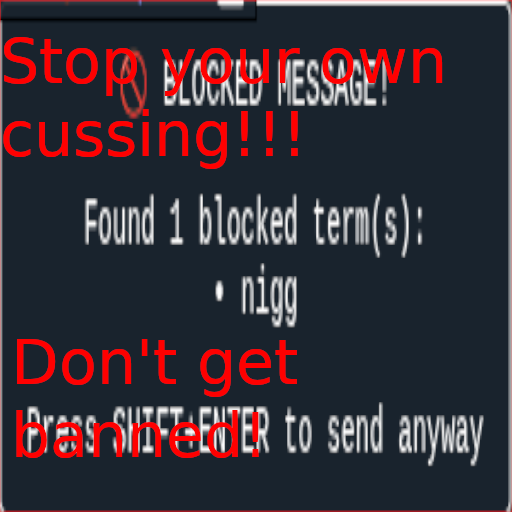 Stop your own
🚫 BLOCKED MESSAGE!
cussing!!!
Found 1 blocked term(s):
• nigg
Don't get
banned!
Press SHIFT+ENTER to send anyway